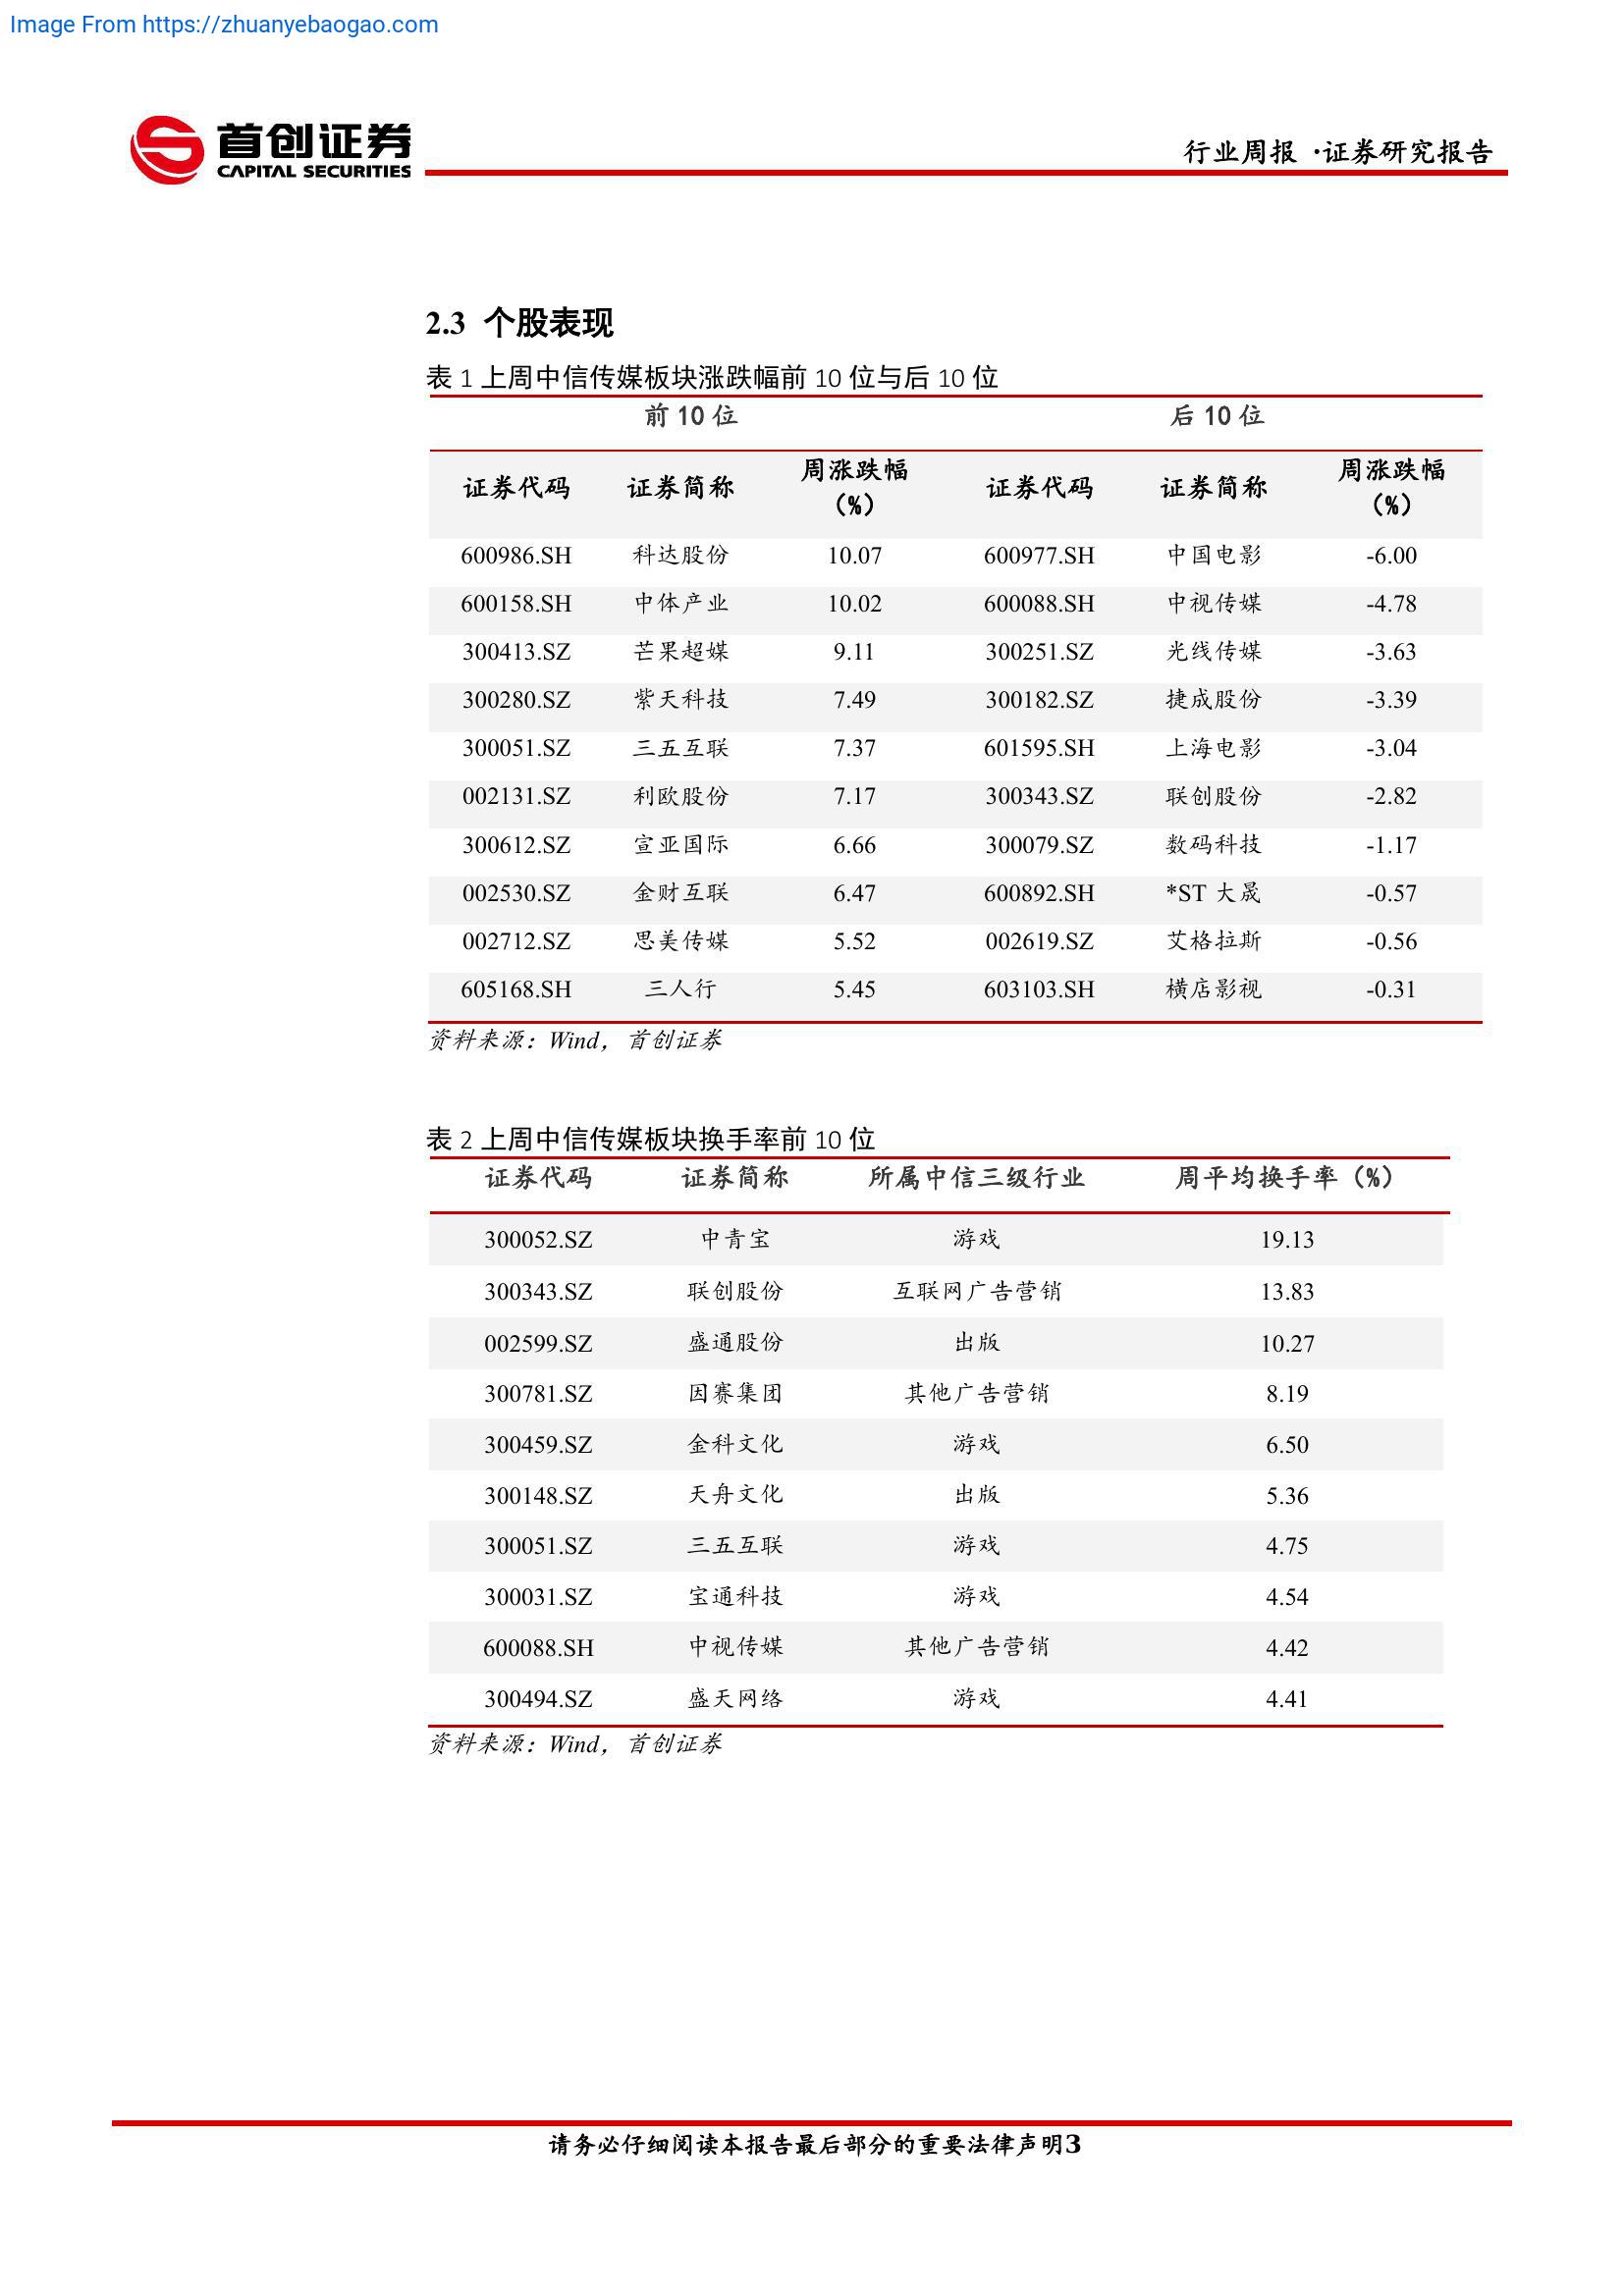 Image From https://zhuanyebaogao.com
首创证券
CAPITAL SECURITIES
行业周报 ·证券研究报告
2.3 个股表现
表 1 上周中信传媒板块涨跌幅前 10 位与后 10 位
前 10 位 后 10 位
证券代码 证券简称 周涨跌幅（%） 证券代码 证券简称 周涨跌幅（%）
600986.SH 科达股份 10.07 600977.SH 中国电影 -6.00
600158.SH 中体产业 10.02 600088.SH 中视传媒 -4.78
300413.SZ 芒果超媒 9.11 300251.SZ 光线传媒 -3.63
300280.SZ 紫天科技 7.49 300182.SZ 捷成股份 -3.39
300051.SZ 三五互联 7.37 601595.SH 上海电影 -3.04
002131.SZ 利欧股份 7.17 300343.SZ 联创股份 -2.82
300612.SZ 宣亚国际 6.66 300079.SZ 数码科技 -1.17
002530.SZ 金财互联 6.47 600892.SH *ST 大晟 -0.57
002712.SZ 思美传媒 5.52 002619.SZ 艾格拉斯 -0.56
605168.SH 三人行 5.45 603103.SH 横店影视 -0.31
资料来源：Wind，首创证券
表 2 上周中信传媒板块换手率前 10 位
证券代码 证券简称 所属中信三级行业 周平均换手率（%）
300052.SZ 中青宝 游戏 19.13
300343.SZ 联创股份 互联网广告营销 13.83
002599.SZ 盛通股份 出版 10.27
300781.SZ 因赛集团 其他广告营销 8.19
300459.SZ 金科文化 游戏 6.50
300148.SZ 天舟文化 出版 5.36
300051.SZ 三五互联 游戏 4.75
300031.SZ 宝通科技 游戏 4.54
600088.SH 中视传媒 其他广告营销 4.42
300494.SZ 盛天网络 游戏 4.41
资料来源：Wind，首创证券
请务必仔细阅读本报告最后部分的重要法律声明3